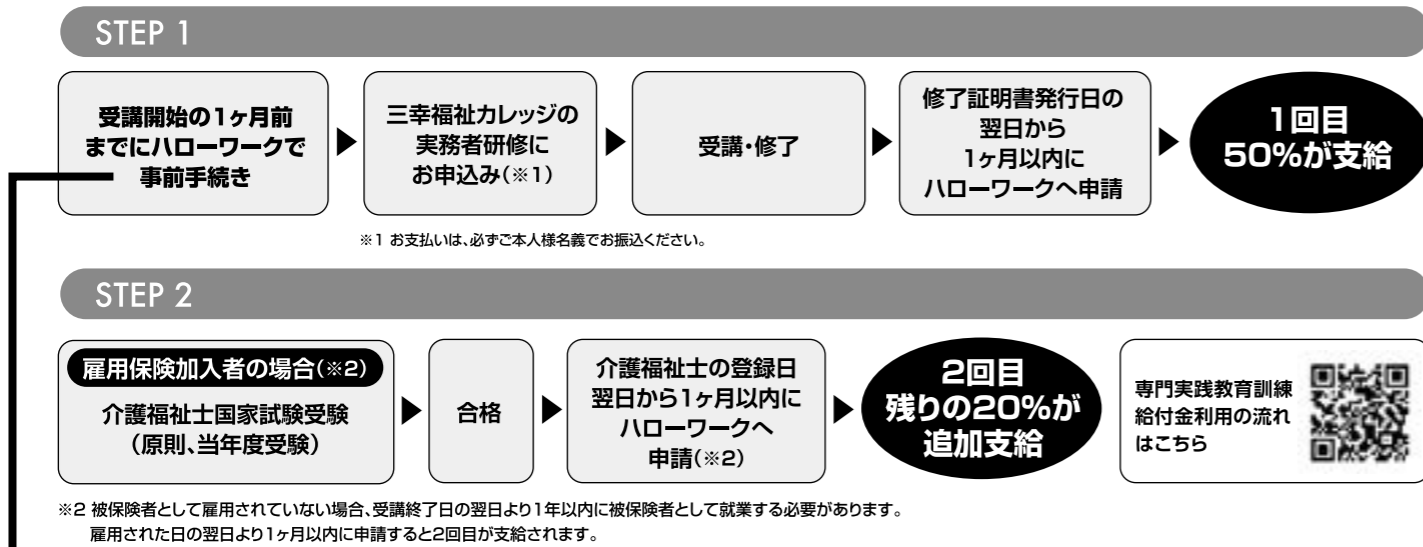 STEP 1
受講開始の1ヶ月前
までにハローワークで
事前手続き
三幸福祉カレッジの
実務者研修に
お申込み(※1)
受講・修了
修了証明書発行日の
翌日から
1ヶ月以内に
ハローワークへ申請
1回目
50%が支給
※1 お支払いは、必ずご本人様名義でお振込ください。
STEP 2
雇用保険加入者の場合(※2)
介護福祉士国家試験受験
(原則、当年度受験)
合格
介護福祉士の登録日
翌日から1ヶ月以内に
ハローワークへ
申請(※2)
2回目
残りの20%が
追加支給
専門実践教育訓練
給付金利用の流れ
はこちら
※2 被保険者として雇用されていない場合、受講終了日の翌日より1年以内に被保険者として就業する必要があります。
雇用された日の翌日より1ヶ月以内に申請すると2回目が支給されます。